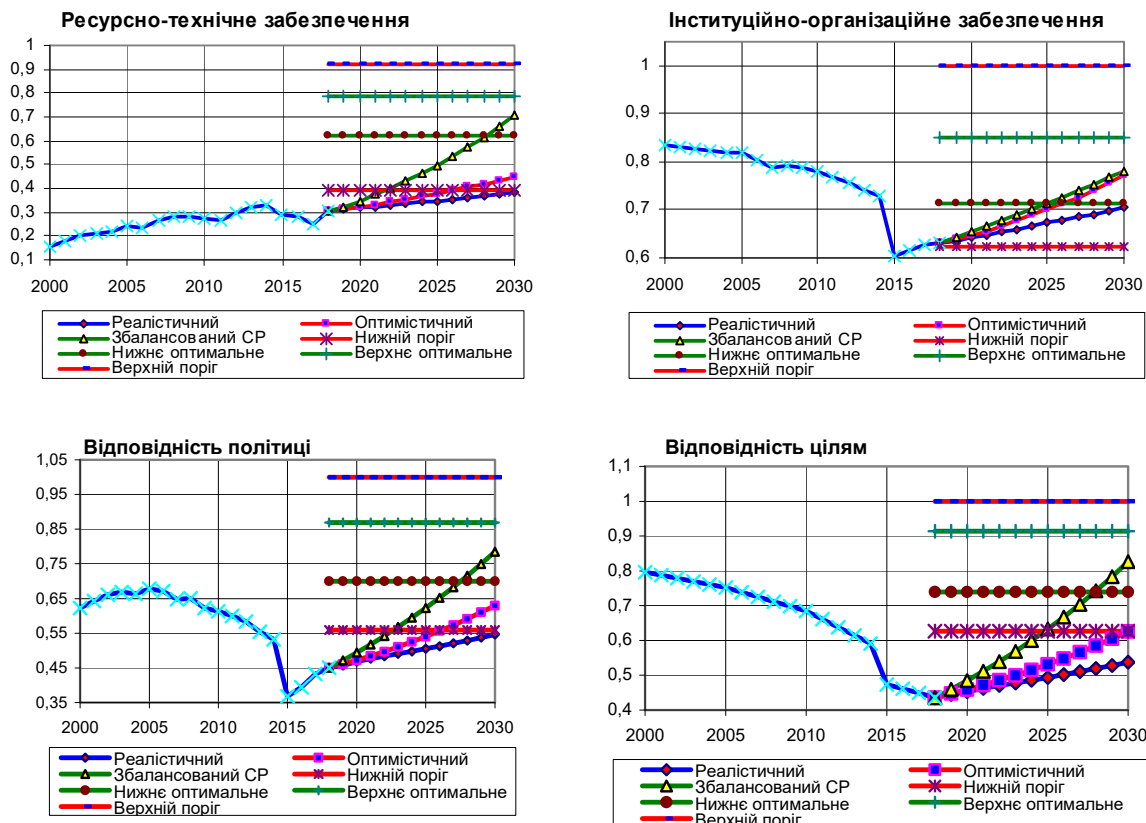 Ресурсно-технічне забезпечення
1
0,9
0,8
0,7
0,6
0,5
0,4
0,3
0,2
0,1
2000 2005 2010 2015 2020 2025 2030
Реалістичний Оптимістичний
Збалансований СР Нижній поріг
Нижнє оптимальне Верхнє оптимальне
Верхній поріг
Інституційно-організаційне забезпечення
1
0,9
0,8
0,7
0,6
2000 2005 2010 2015 2020 2025 2030
Реалістичний Оптимістичний
Збалансований СР Нижній поріг
Нижнє оптимальне Верхнє оптимальне
Верхній поріг
Відповідність політиці
1,05
0,95
0,85
0,75
0,65
0,55
0,45
0,35
2000 2005 2010 2015 2020 2025 2030
Реалістичний Оптимістичний
Збалансований СР Нижній поріг
Нижнє оптимальне Верхнє оптимальне
Верхній поріг
Відповідність цілям
1,1
1
0,9
0,8
0,7
0,6
0,5
0,4
2000 2005 2010 2015 2020 2025 2030
Реалістичний Оптимістичний
Збалансований СР Нижній поріг
Нижнє оптимальне Верхнє оптимальне
Верхній поріг